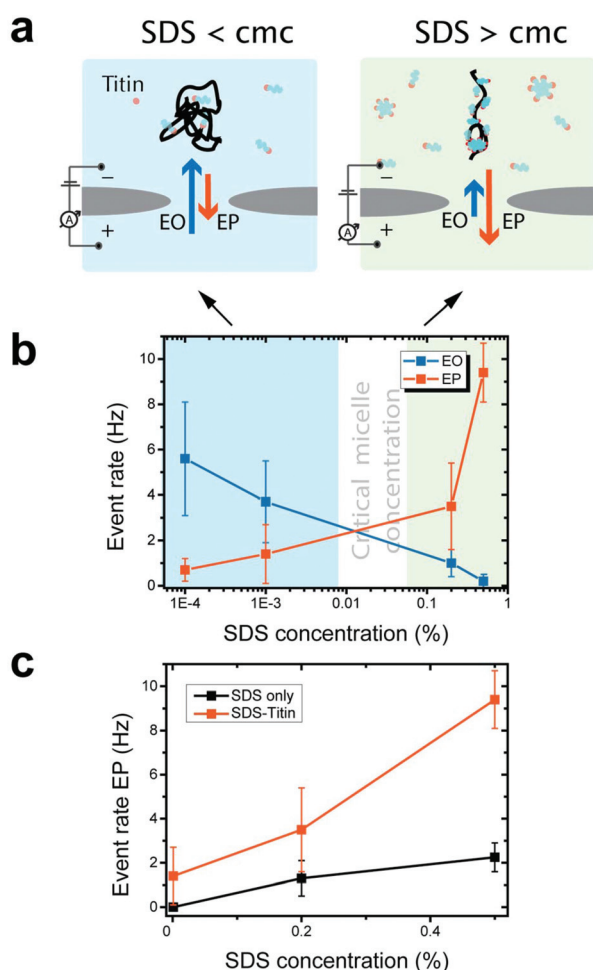 a
SDS < cmc
SDS > cmc
Titin
−
A
+
EO
EP
−
A
+
EO
EP
b
Event rate (Hz)
10
8
6
4
2
0
EO
EP
Critical micelle
concentration
1E-4
1E-3
0.01
0.1
1
SDS concentration (%)
c
Event rate EP (Hz)
10
8
6
4
2
0
SDS only
SDS-Titin
0
0.2
0.4
SDS concentration (%)